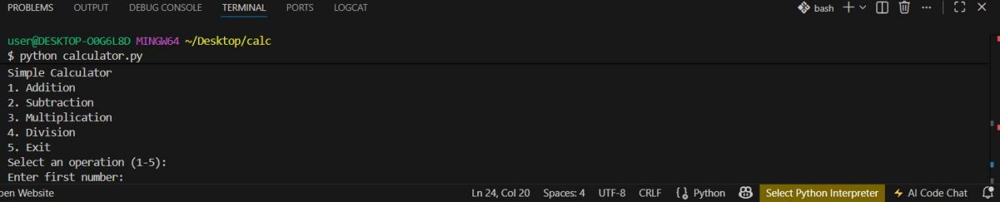 PROBLEMS OUTPUT DEBUG CONSOLE TERMINAL PORTS LOGCAT bash
user@DESKTOP-O0G6L8D MINGW64 ~/Desktop/calc
$ python calculator.py
Simple Calculator
1. Addition
2. Subtraction
3. Multiplication
4. Division
5. Exit
Select an operation (1-5):
Enter first number:
pen Website Ln 24, Col 20 Spaces: 4 UTF-8 CRLF Python Select Python Interpreter AI Code Chat